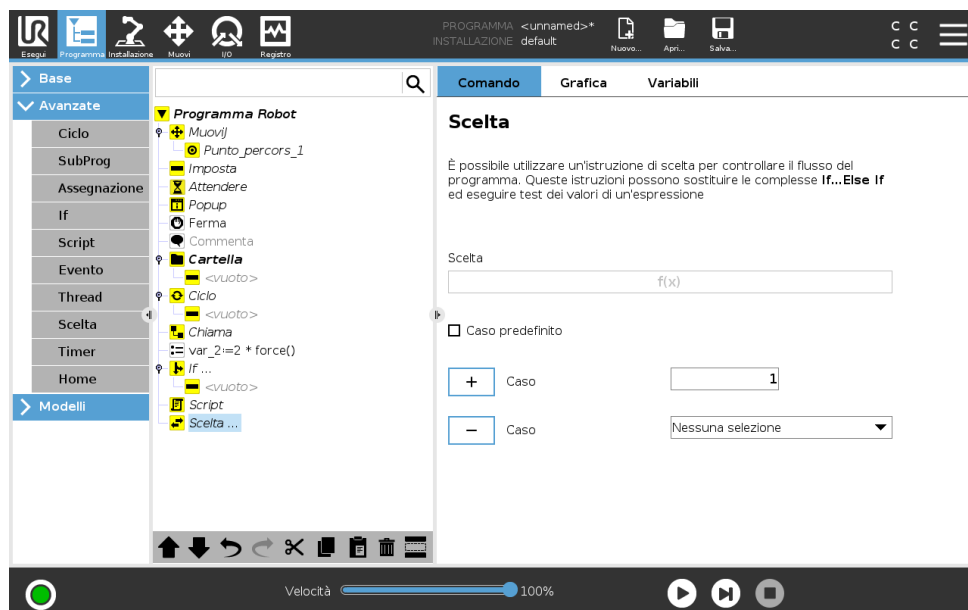 UR
PROGRAMMA <unnamed>*
INSTALLAZIONE default
Esegui Programma Installazione Muovi I/O Registro
Nuovo... Apri... Salva...
C C
C C
Base
Avanzate
Ciclo
SubProg
Assegnazione
If
Script
Evento
Thread
Scelta
Timer
Home
Modelli
Programma Robot
MuoviJ
Punto_percors_1
Imposta
Attendere
Popup
Ferma
Commenta
Cartella
<vuoto>
Ciclo
<vuoto>
Chiama
var_2:=2 * force()
If ...
<vuoto>
Script
Scelta ...
Comando Grafica Variabili
Scelta
È possibile utilizzare un'istruzione di scelta per controllare il flusso del
programma. Queste istruzioni possono sostituire le complesse If...Else If
ed eseguire test dei valori di un'espressione
Scelta
f(x)
Caso predefinito
+ Caso 1
− Caso Nessuna selezione
Velocità 100%